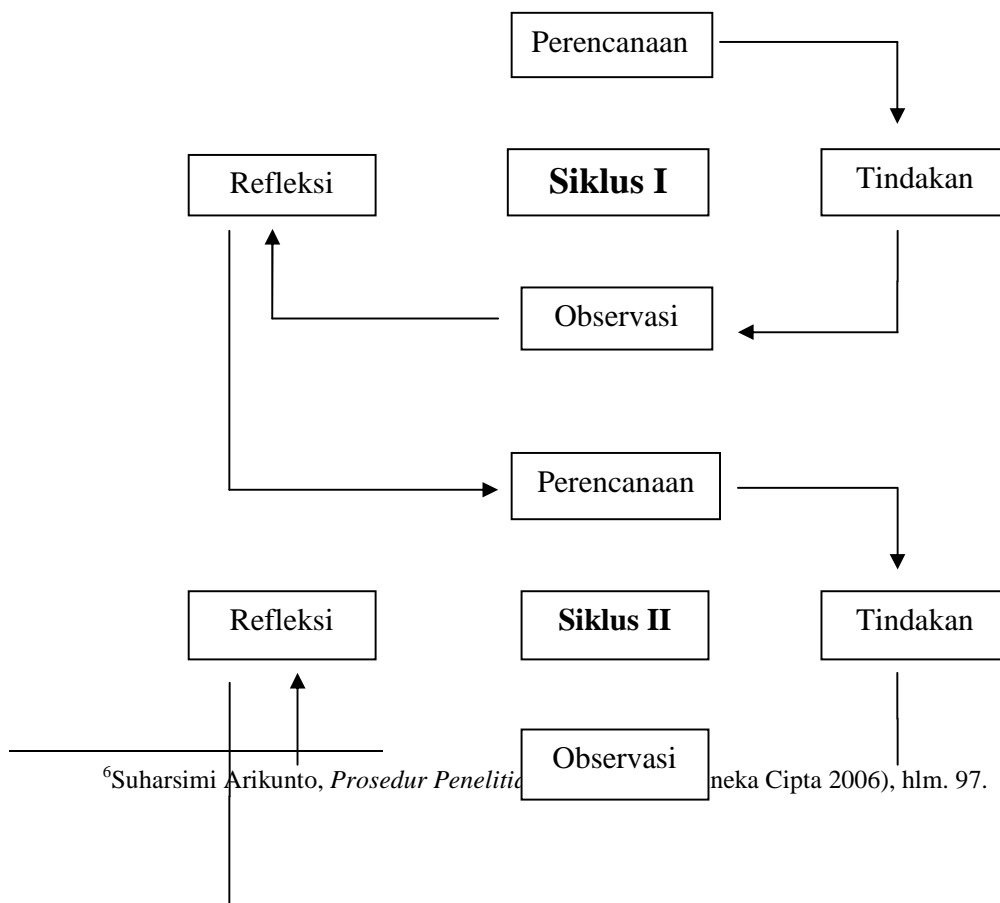 Perencanaan
Refleksi
Siklus I
Tindakan
Observasi
Perencanaan
Refleksi
Siklus II
Tindakan
Observasi
6Suharsimi Arikunto, Prosedur neka Cipta 2006), hlm. 97.